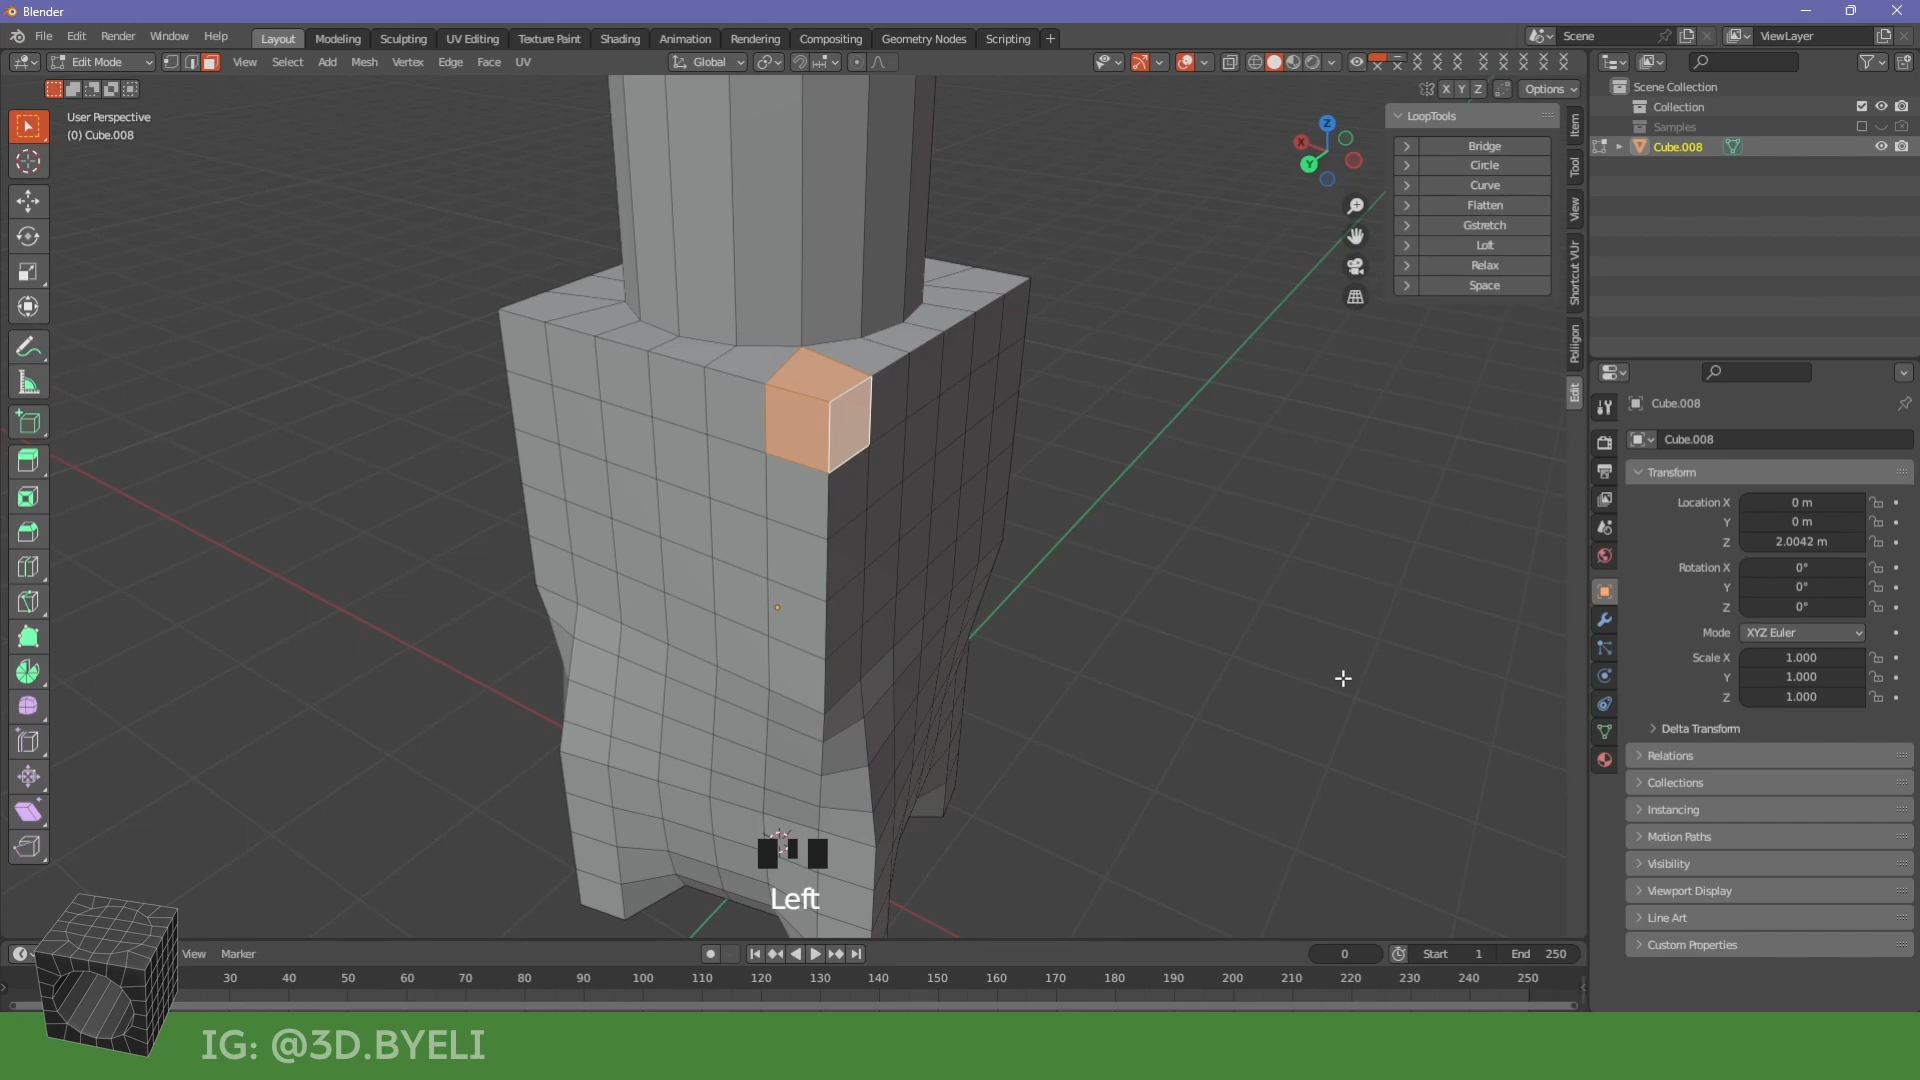 Blender
File Edit Render Window Help Layout Modeling Sculpting UV Editing Texture Paint Shading Animation Rendering Compositing Geometry Nodes Scripting + Scene ViewLayer
Edit Mode View Select Add Mesh Vertex Edge Face UV Global
X Y Z Options
User Perspective
(0) Cube.008
Z
X
Y
LoopTools
Bridge
Circle
Curve
Flatten
Gstretch
Loft
Relax
Space
Item
Tool
View
Shortcut VUr
Poliigon
Edit
Scene Collection
Collection
Samples
Cube.008
Cube.008
Cube.008
Transform
Location X 0 m
Y 0 m
Z 2.0042 m
Rotation X 0°
Y 0°
Z 0°
Mode XYZ Euler
Scale X 1.000
Y 1.000
Z 1.000
Delta Transform
Relations
Collections
Instancing
Motion Paths
Visibility
Viewport Display
Line Art
Custom Properties
Left
View Marker 0 Start 1 End 250
30 40 50 60 70 80 90 100 110 120 130 140 150 160 170 180 190 200 210 220 230 240 250
IG: @3D.BYELI